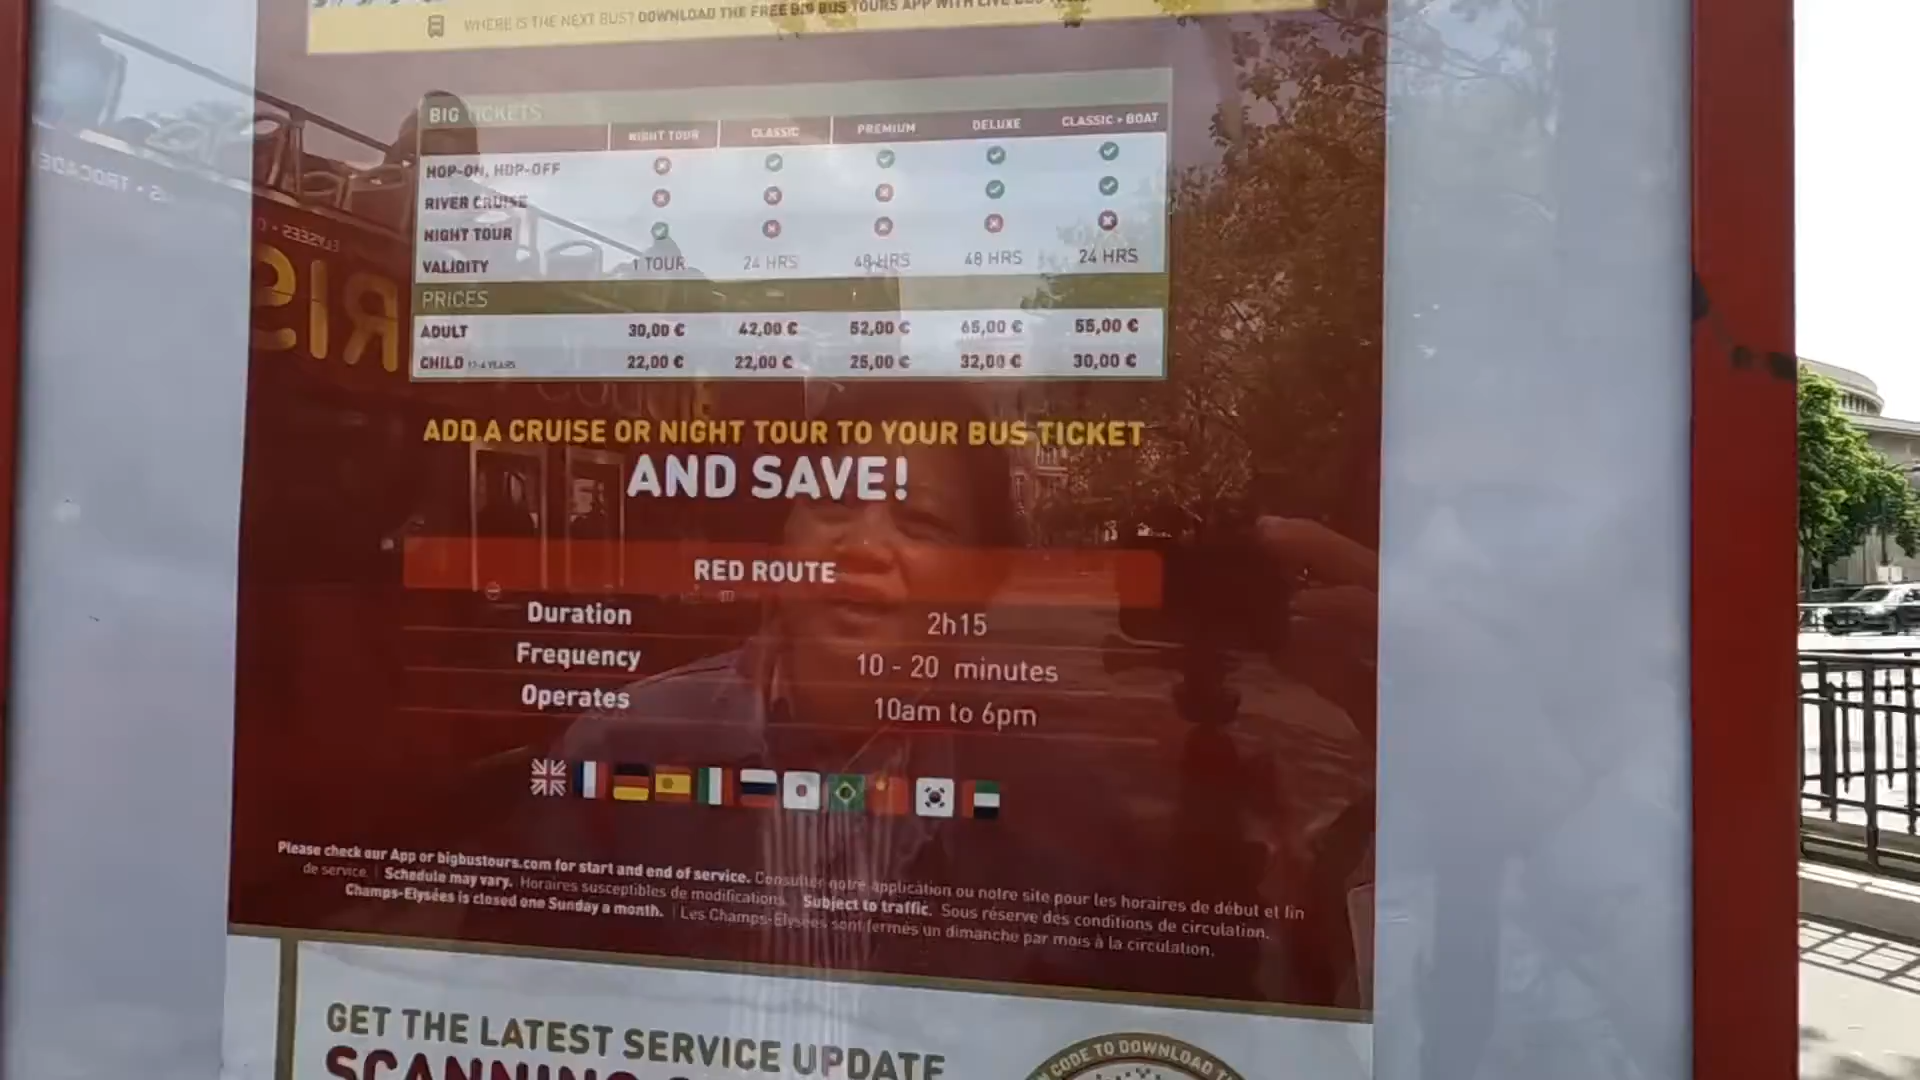 WHERE IS THE NEXT BUS? DOWNLOAD THE FREE BIG BUS TOURS APP WITH LIVE
BIG TICKETS
NIGHT TOUR CLASSIC PREMIUM DELUXE CLASSIC + BOAT
HOP-ON, HOP-OFF
RIVER CRUISE
NIGHT TOUR
VALIDITY 1 TOUR 24 HRS 48 HRS 48 HRS 24 HRS
PRICES
ADULT 30,00 € 42,00 € 52,00 € 65,00 € 55,00 €
CHILD 22,00 € 22,00 € 25,00 € 32,00 € 30,00 €
ADD A CRUISE OR NIGHT TOUR TO YOUR BUS TICKET
AND SAVE!
RED ROUTE
Duration 2h15
Frequency 10 - 20 minutes
Operates 10am to 6pm
Please check our App or bigbustours.com for start and end of service. Consulter notre application ou notre site pour les horaires de début et fin
de service. | Schedule may vary. Horaires susceptibles de modifications. | Subject to traffic. Sous réserve des conditions de circulation.
Champs-Elysées is closed one Sunday a month. | Les Champs-Elysées sont fermés un dimanche par mois à la circulation.
GET THE LATEST SERVICE UPDATE
SCANNING
CODE TO DOWNLOAD